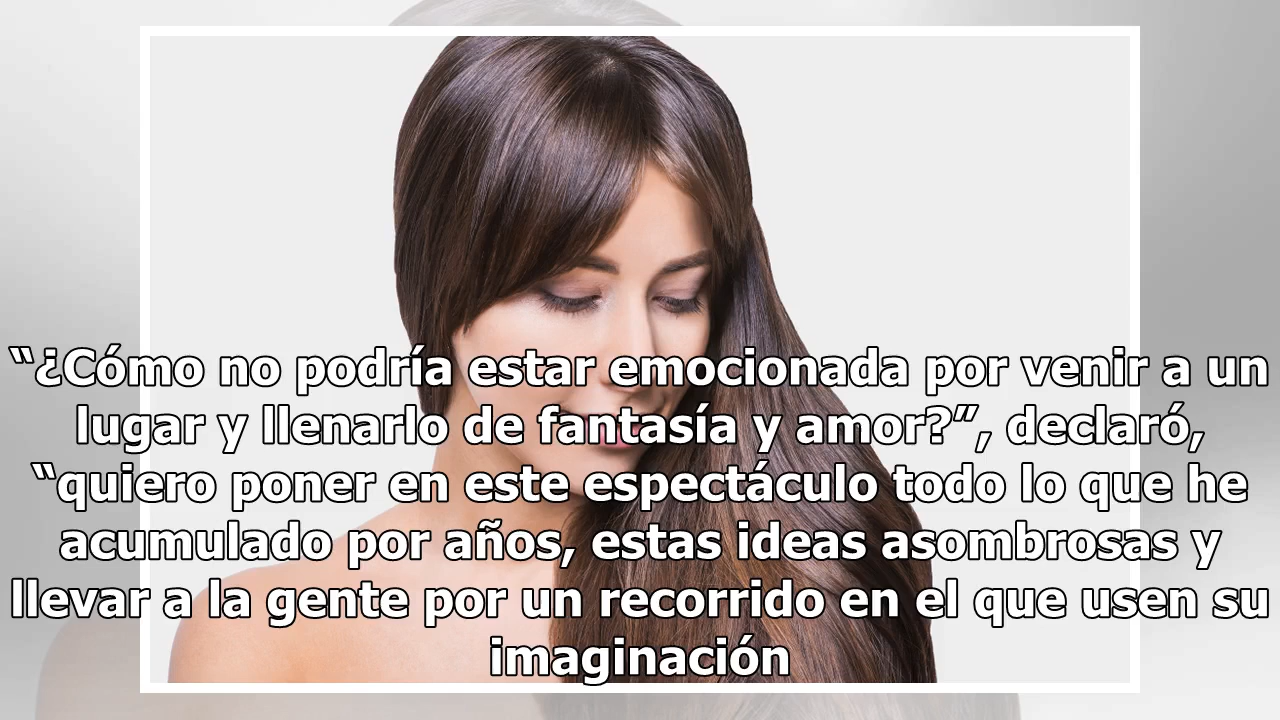 “¿Cómo no podría estar emocionada por venir a un
lugar y llenarlo de fantasía y amor?”, declaró,
“quiero poner en este espectáculo todo lo que he
acumulado por años, estas ideas asombrosas y
llevar a la gente por un recorrido en el que usen su
imaginación